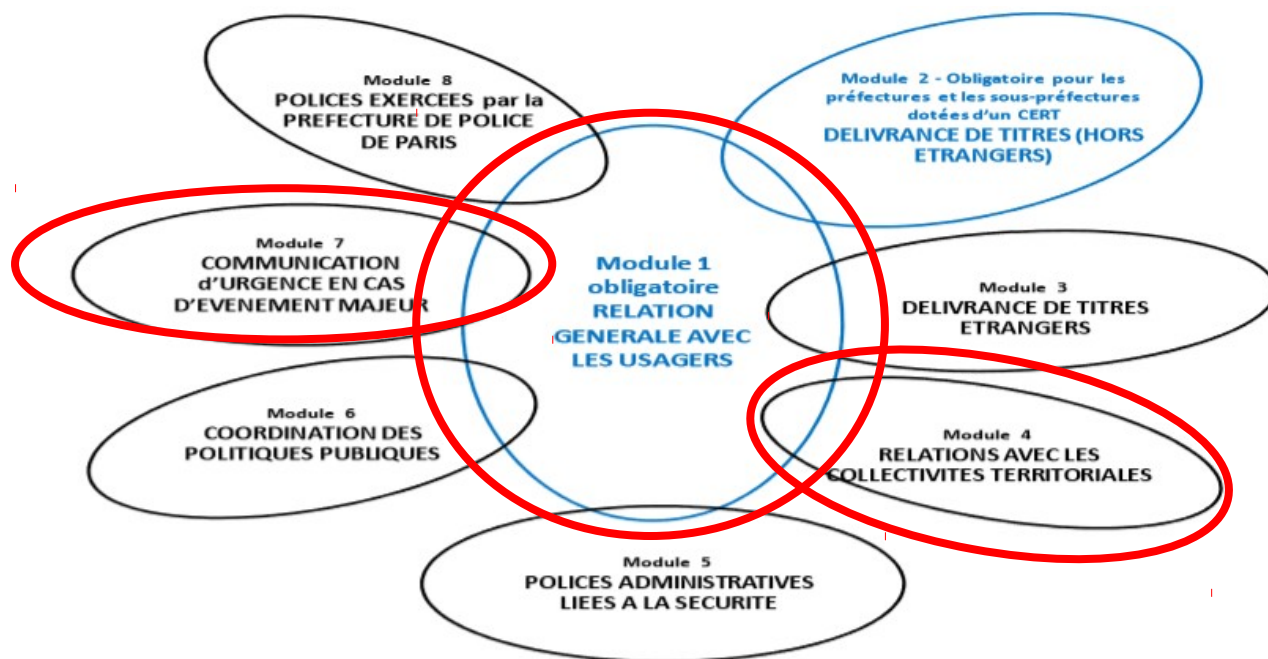 Module 8
POLICES EXERCEES par la
PREFECTURE DE POLICE
DE PARIS
Module 2 - Obligatoire pour les
préfectures et les sous-préfectures
dotées d'un CERT
DELIVRANCE DE TITRES (HORS
ETRANGERS)
Module 7
COMMUNICATION
d'URGENCE EN CAS
D'EVENEMENT MAJEUR
Module 1
obligatoire
RELATION
GENERALE AVEC
LES USAGERS
Module 3
DELIVRANCE DE TITRES
ETRANGERS
Module 6
COORDINATION DES
POLITIQUES PUBLIQUES
Module 4
RELATIONS AVEC LES
COLLECTIVITES TERRITORIALES
Module 5
POLICES ADMINISTRATIVES
LIEES A LA SECURITE